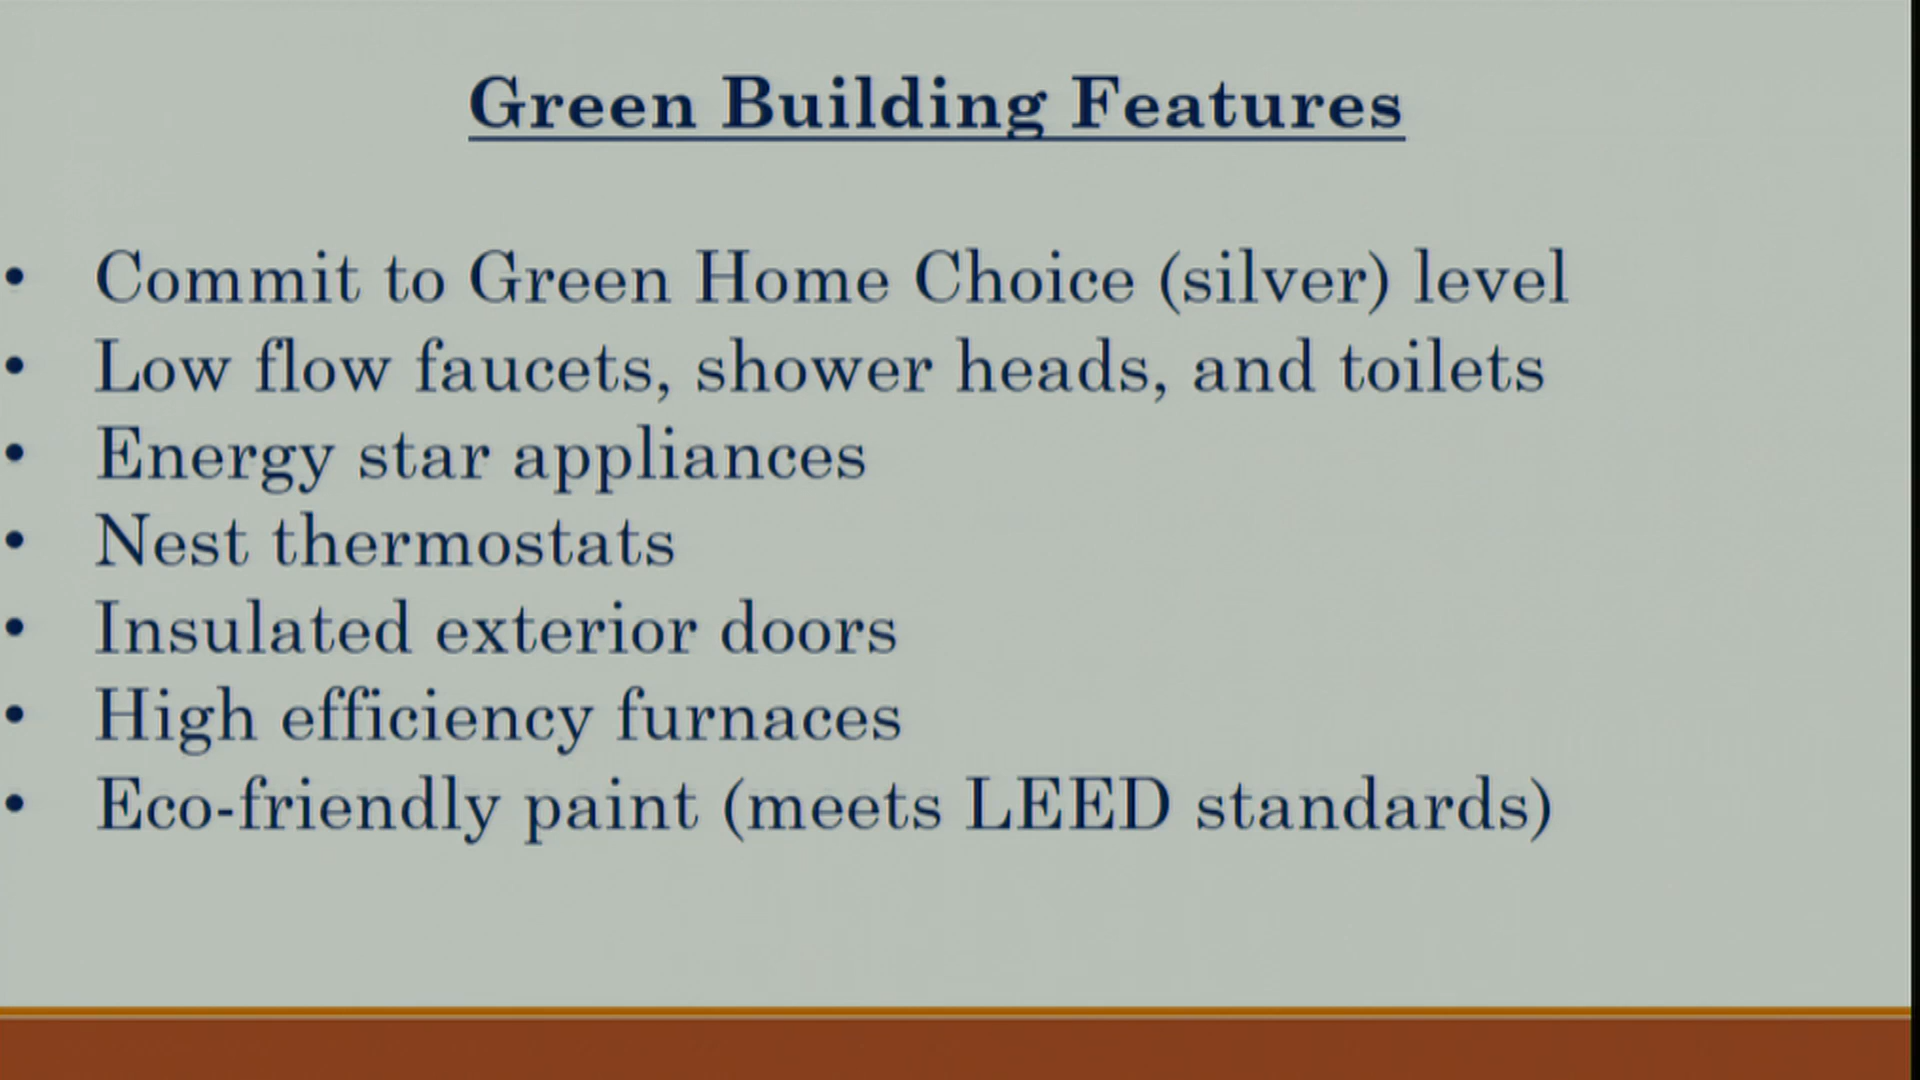 Green Building Features
• Commit to Green Home Choice (silver) level
• Low flow faucets, shower heads, and toilets
• Energy star appliances
• Nest thermostats
• Insulated exterior doors
• High efficiency furnaces
• Eco-friendly paint (meets LEED standards)